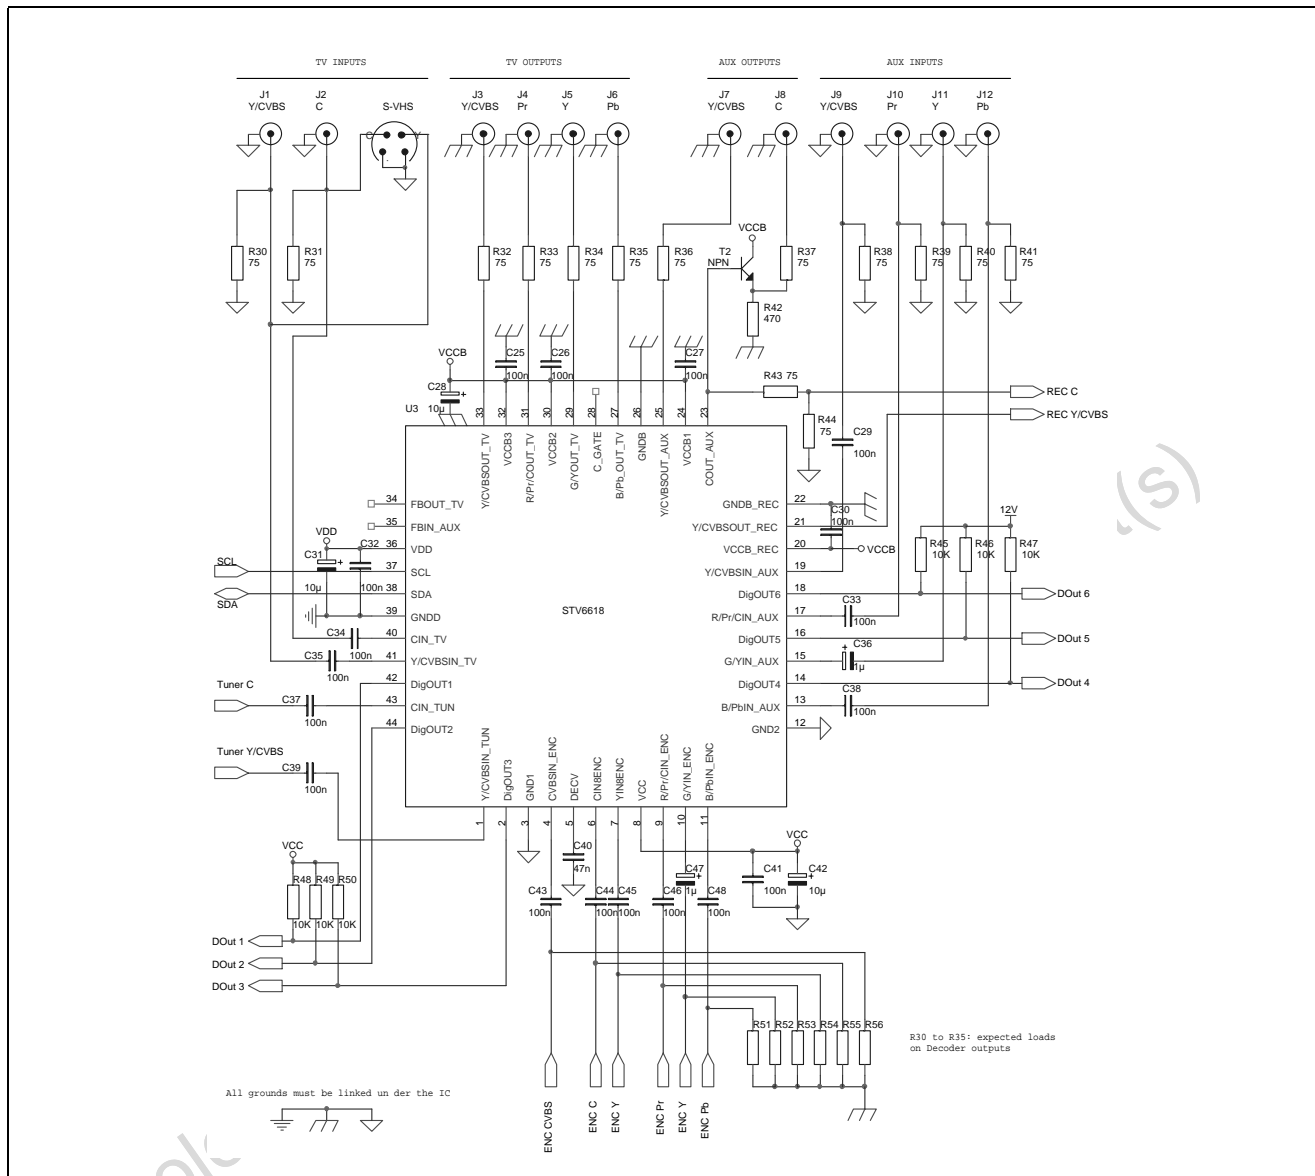 TV INPUTS TV OUTPUTS AUX OUTPUTS AUX INPUTS
J1 J2 J3 J4 J5 J6 J7 J8 J9 J10 J11 J12
Y/CVBS C S-VHS Y/CVBS Pr Y Pb Y/CVBS C Y/CVBS Pr Y Pb
C Y
VCCB
R30 R31 R32 R33 R34 R35 R36 T2 R37 R38 R39 R40 R41
75 75 75 75 75 75 75 NPN 75 75 75 75 75
R42
470
VCCB C25 C26 C27
100n 100n 100n
R43 75
C28
10µ
REC C
U3
33 32 31 30 29 28 27 26 25 24 23
R44
75
REC Y/CVBS
C29
100n
Y/CVBSOUT_TV VCCB3 R/Pr/COUT_TV VCCB2 G/YOUT_TV C_GATE B/Pb_OUT_TV GNDB Y/CVBSOUT_AUX VCCB1 COUT_AUX
34 FBOUT_TV GNDB_REC 22
C30
100n
12V
35 FBIN_AUX Y/CVBSOUT_REC 21
VDD
C31 C32
36 VDD VCCB_REC 20 VCCB
R45 R46 R47
10K 10K 10K
SCL 37 SCL Y/CVBSIN_AUX 19
10µ 100n
SDA 38 SDA DigOUT6 18 DOut 6
STV6618
39 GNDD R/Pr/CIN_AUX 17 C33
100n
C34 40 CIN_TV DigOUT5 16 DOut 5
100n
C35 41 Y/CVBSIN_TV G/YIN_AUX 15 + C36
100n 1µ
42 DigOUT1 DigOUT4 14 DOut 4
Tuner C C37 43 CIN_TUN B/PbIN_AUX 13 C38
100n 100n
44 DigOUT2 GND2 12
Tuner Y/CVBS C39
100n
Y/CVBSIN_TUN DigOUT3 GND1 CVBSIN_ENC DECV CIN8ENC YIN8ENC VCC R/Pr/CIN_ENC G/YIN_ENC B/PbIN_ENC
1 2 3 4 5 6 7 8 9 10 11
VCC VCC
C40
47n
C41 C42
100n 10µ
R48 R49 R50
10K 10K 10K
C43 C44 C45 C46 C47 C48
100n 100n 100n 100n 1µ 100n
DOut 1
DOut 2
DOut 3
R51 R52 R53 R54 R55 R56
R30 to R35: expected loads
on Decoder outputs
ENC CVBS ENC C ENC Y ENC Pr ENC Y ENC Pb
All grounds must be linked un der the IC